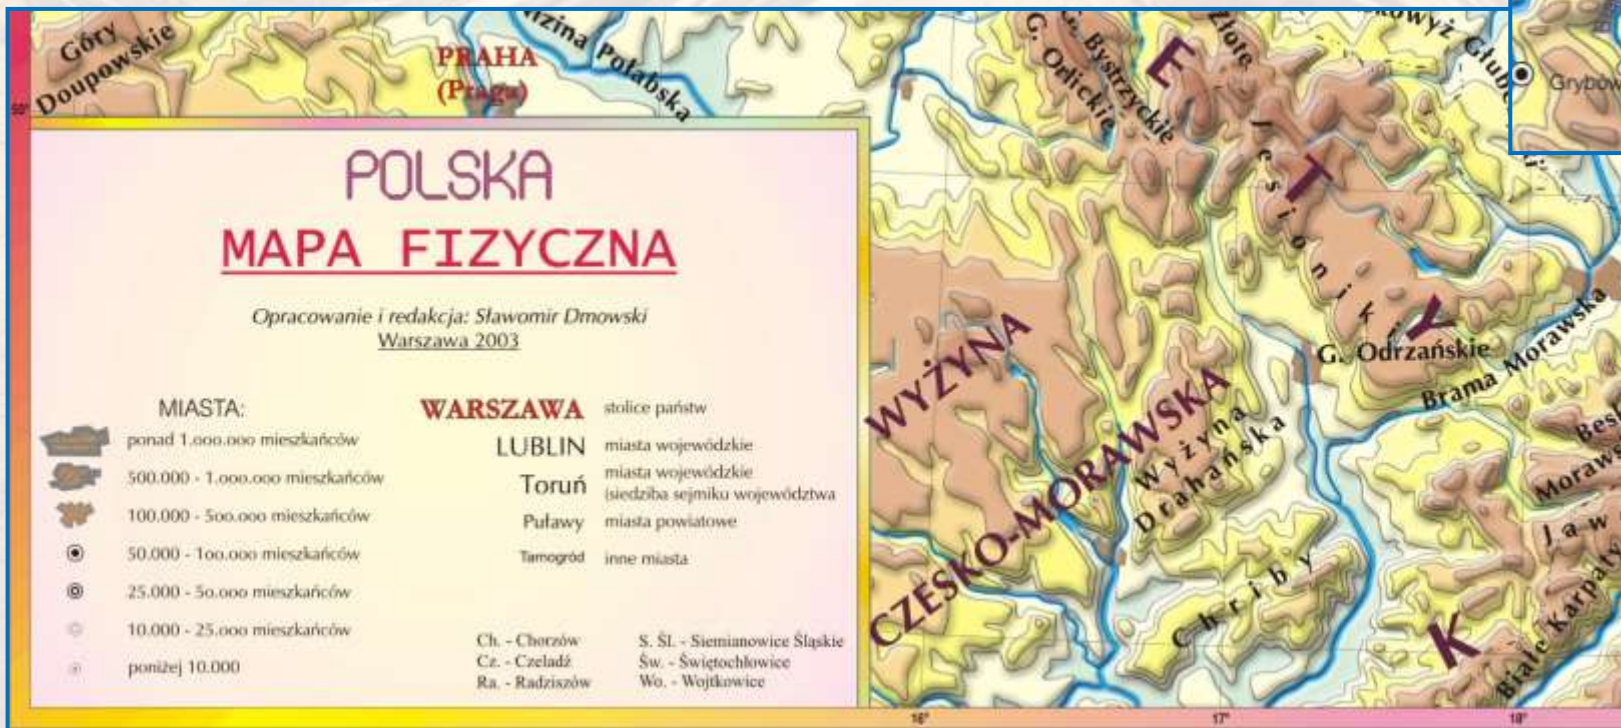 Góry
Doupowskie
50°
PRAHA
(Praga)
Nizina Połabska
G. Orlickie
G. Bystrzyckie
Złote
E
T
Y
Jesioniki
Grybów
POLSKA
MAPA FIZYCZNA
Opracowanie i redakcja: Sławomir Dmowski
Warszawa 2003
MIASTA:
ponad 1.000.000 mieszkańców
500.000 - 1.000.000 mieszkańców
100.000 - 500.000 mieszkańców
50.000 - 100.000 mieszkańców
25.000 - 50.000 mieszkańców
10.000 - 25.000 mieszkańców
poniżej 10.000
WARSZAWA stolice państw
LUBLIN miasta wojewódzkie
Toruń miasta wojewódzkie
(siedziba sejmiku województwa
Puławy miasta powiatowe
Tarnogród inne miasta
Ch. - Chorzów
Cz. - Czeladź
Ra. - Radziszów
S. Śl. - Siemianowice Śląskie
Św. - Świętochłowice
Wo. - Wojtkowice
WYŻYNA
CZESKO-MORAWSKA
Wyżyna
Drahańska
G. Odrzańskie
Brama Morawska
Chriby
Moraws
Jaw
K
Białe Karpaty
16°
17°
18°